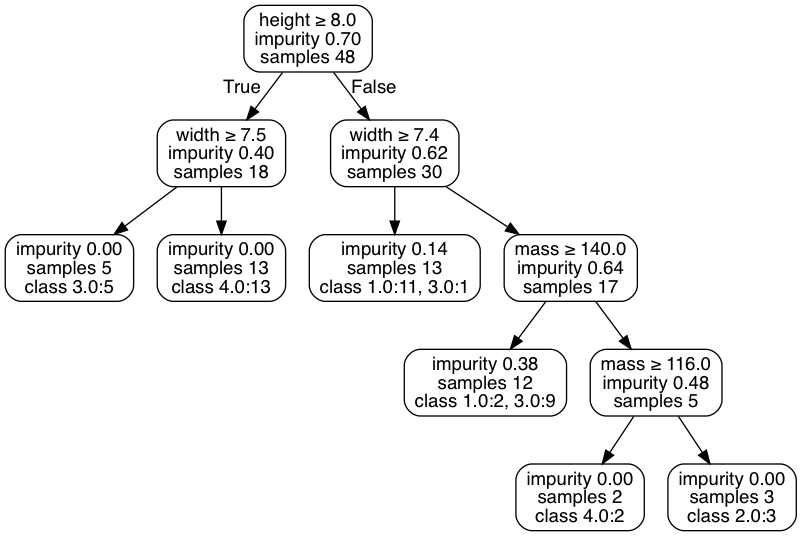 height ≥ 8.0
impurity 0.70
samples 48
True
False
width ≥ 7.5
impurity 0.40
samples 18
width ≥ 7.4
impurity 0.62
samples 30
impurity 0.00
samples 5
class 3.0:5
impurity 0.00
samples 13
class 4.0:13
impurity 0.14
samples 13
class 1.0:11, 3.0:1
mass ≥ 140.0
impurity 0.64
samples 17
impurity 0.38
samples 12
class 1.0:2, 3.0:9
mass ≥ 116.0
impurity 0.48
samples 5
impurity 0.00
samples 2
class 4.0:2
impurity 0.00
samples 3
class 2.0:3